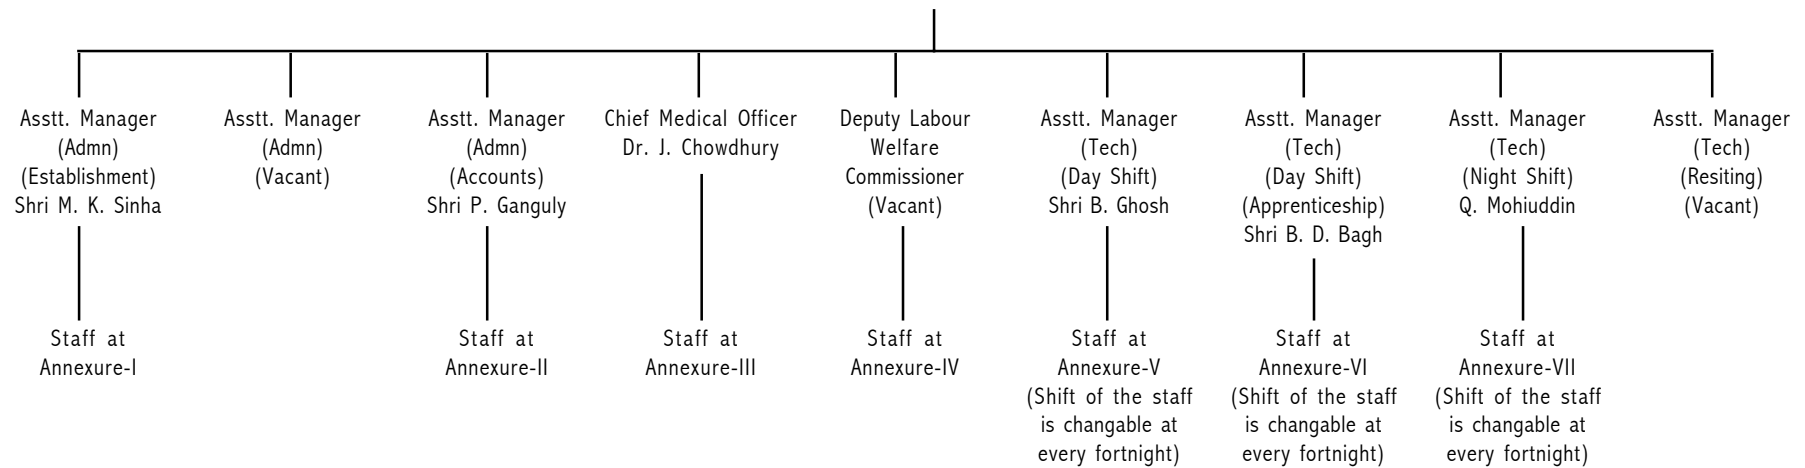 Asstt. Manager
(Admn)
(Establishment)
Shri M. K. Sinha
Staff at
Annexure-I
Asstt. Manager
(Admn)
(Vacant)
Asstt. Manager
(Admn)
(Accounts)
Shri P. Ganguly
Staff at
Annexure-II
Chief Medical Officer
Dr. J. Chowdhury
Staff at
Annexure-III
Deputy Labour
Welfare
Commissioner
(Vacant)
Staff at
Annexure-IV
Asstt. Manager
(Tech)
(Day Shift)
Shri B. Ghosh
Staff at
Annexure-V
(Shift of the staff
is changable at
every fortnight)
Asstt. Manager
(Tech)
(Day Shift)
(Apprenticeship)
Shri B. D. Bagh
Staff at
Annexure-VI
(Shift of the staff
is changable at
every fortnight)
Asstt. Manager
(Tech)
(Night Shift)
Q. Mohiuddin
Staff at
Annexure-VII
(Shift of the staff
is changable at
every fortnight)
Asstt. Manager
(Tech)
(Resiting)
(Vacant)